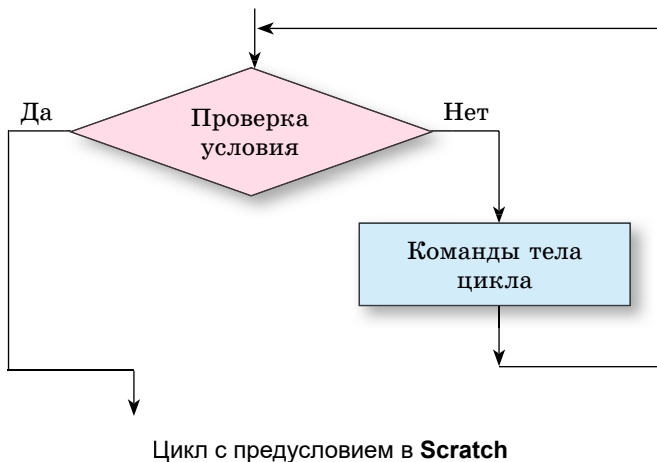 Да
Нет
Проверка
условия
Команды тела
цикла
Цикл с предусловием в Scratch